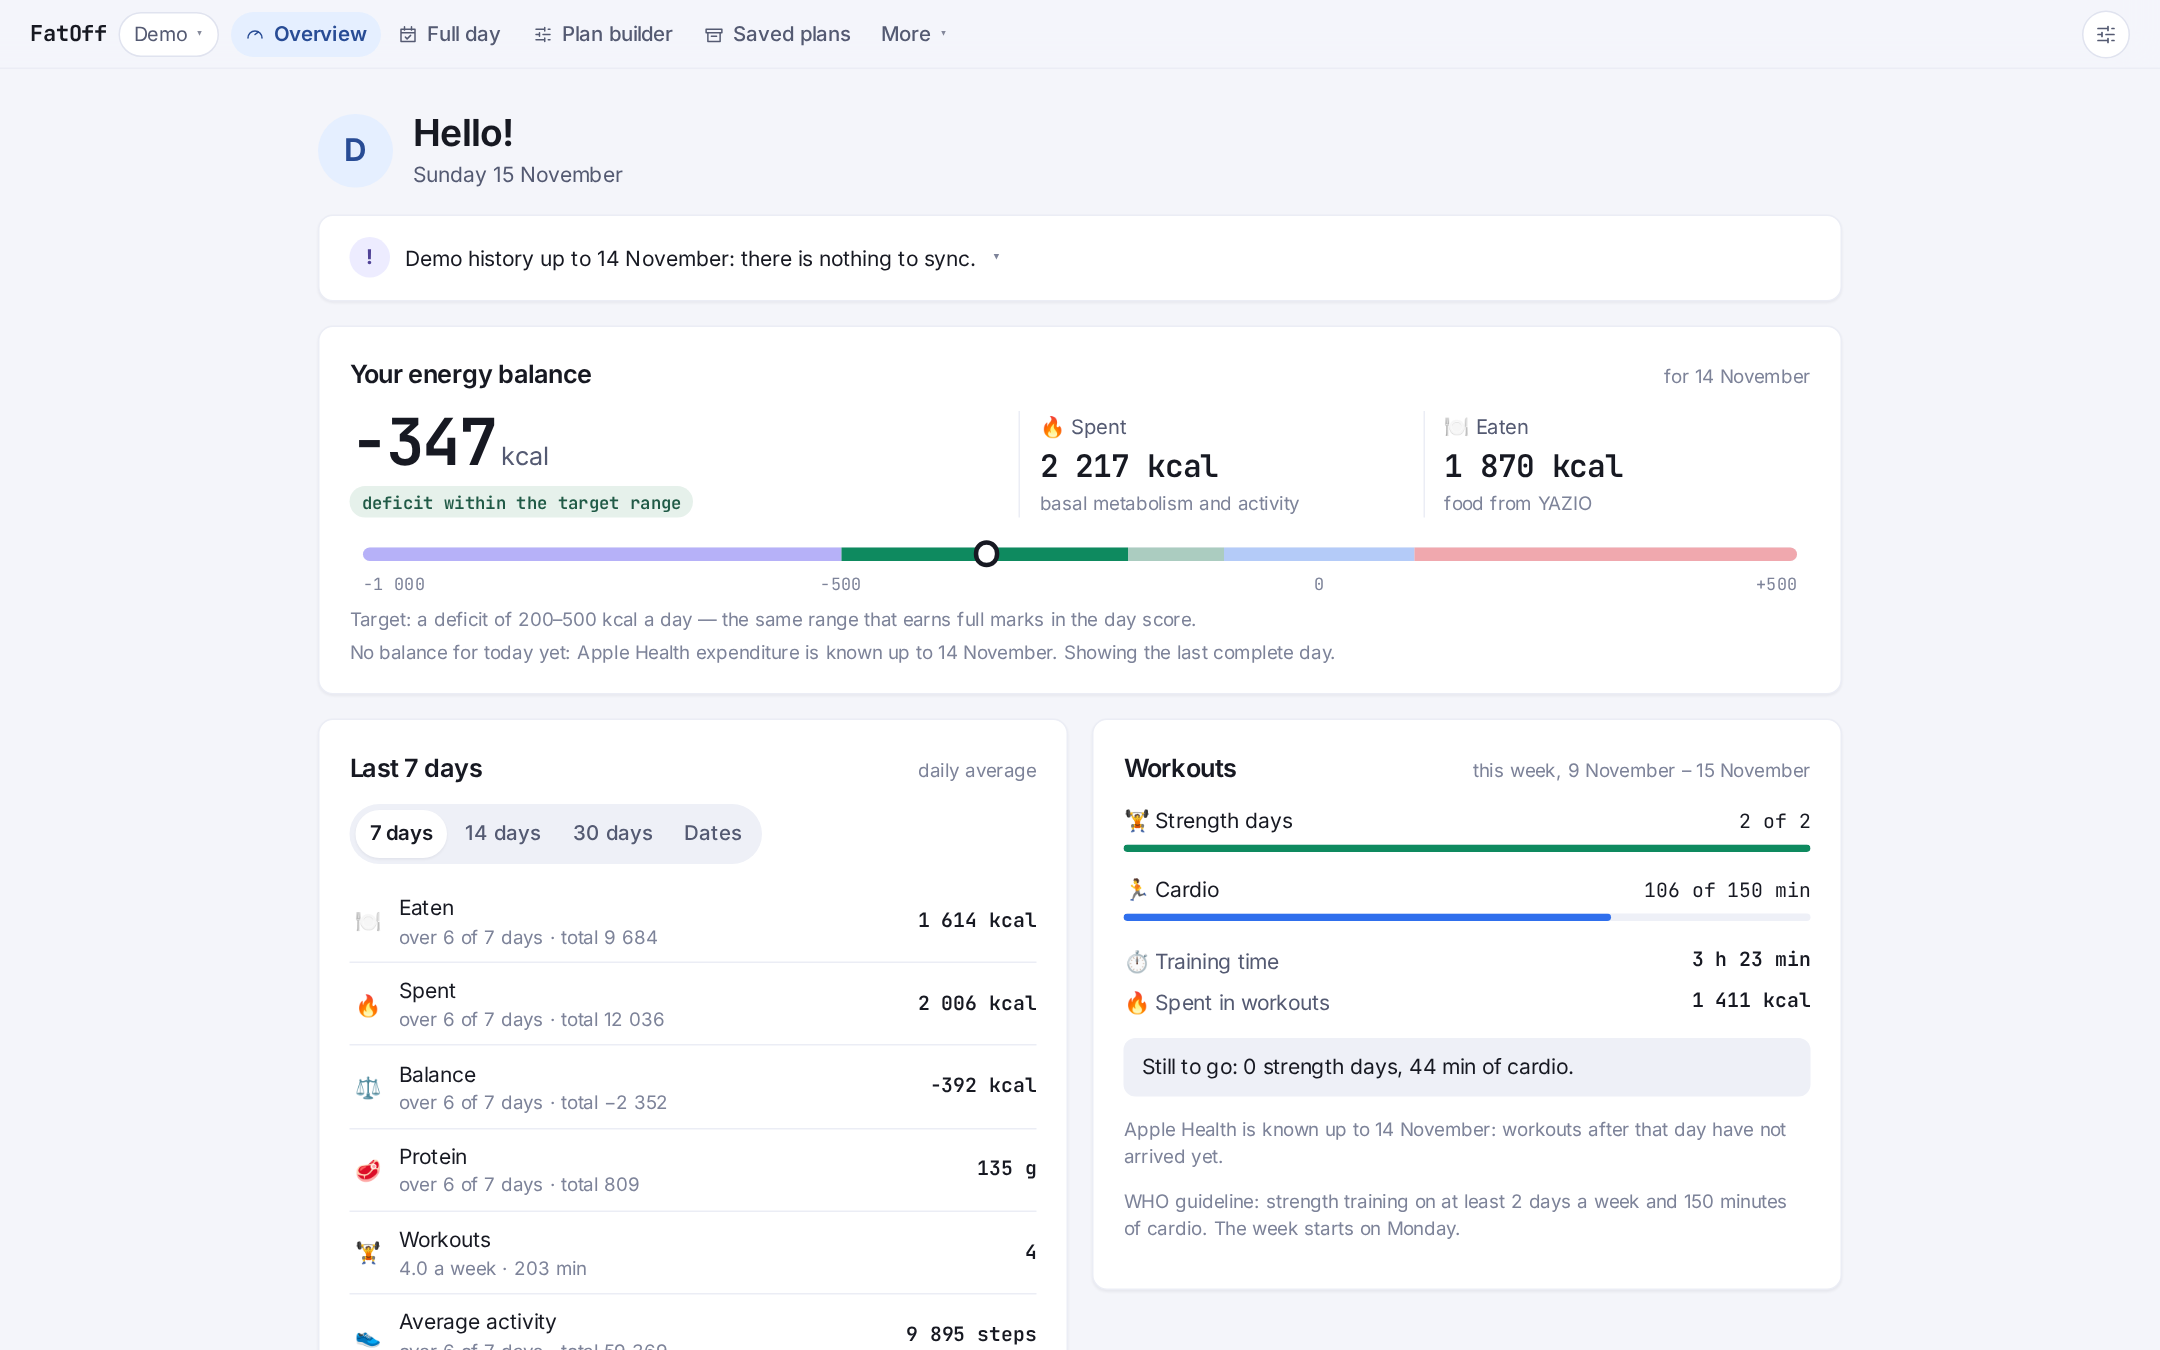 FatOff Demo Overview Full day Plan builder Saved plans More
D
Hello!
Sunday 15 November
! Demo history up to 14 November: there is nothing to sync.
Your energy balance
for 14 November
-347 kcal
deficit within the target range
Spent
2 217 kcal
basal metabolism and activity
Eaten
1 870 kcal
food from YAZIO
-1 000 -500 0 +500
Target: a deficit of 200–500 kcal a day — the same range that earns full marks in the day score.
No balance for today yet: Apple Health expenditure is known up to 14 November. Showing the last complete day.
Last 7 days
daily average
7 days 14 days 30 days Dates
Eaten
over 6 of 7 days · total 9 684
1 614 kcal
Spent
over 6 of 7 days · total 12 036
2 006 kcal
Balance
over 6 of 7 days · total −2 352
-392 kcal
Protein
over 6 of 7 days · total 809
135 g
Workouts
4.0 a week · 203 min
4
Average activity
over 6 of 7 days · total 59 369
9 895 steps
Workouts
this week, 9 November – 15 November
Strength days
2 of 2
Cardio
106 of 150 min
Training time
3 h 23 min
Spent in workouts
1 411 kcal
Still to go: 0 strength days, 44 min of cardio.
Apple Health is known up to 14 November: workouts after that day have not
arrived yet.
WHO guideline: strength training on at least 2 days a week and 150 minutes
of cardio. The week starts on Monday.